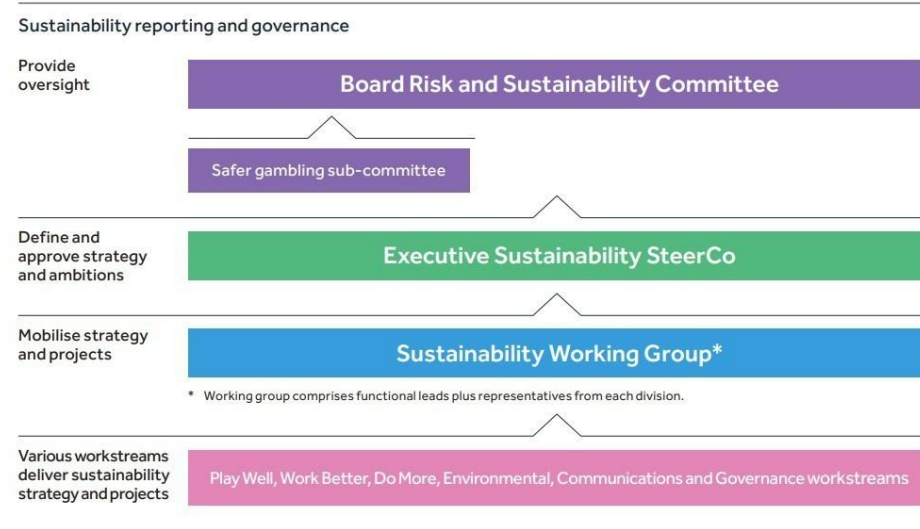 Sustainability reporting and governance
Provide
oversight
Board Risk and Sustainability Committee
Safer gambling sub-committee
Define and
approve strategy
and ambitions
Executive Sustainability SteerCo
Mobilise strategy
and projects
Sustainability Working Group*
* Working group comprises functional leads plus representatives from each division.
Various workstreams
deliver sustainability
strategy and projects
Play Well, Work Better, Do More, Environmental, Communications and Governance workstreams